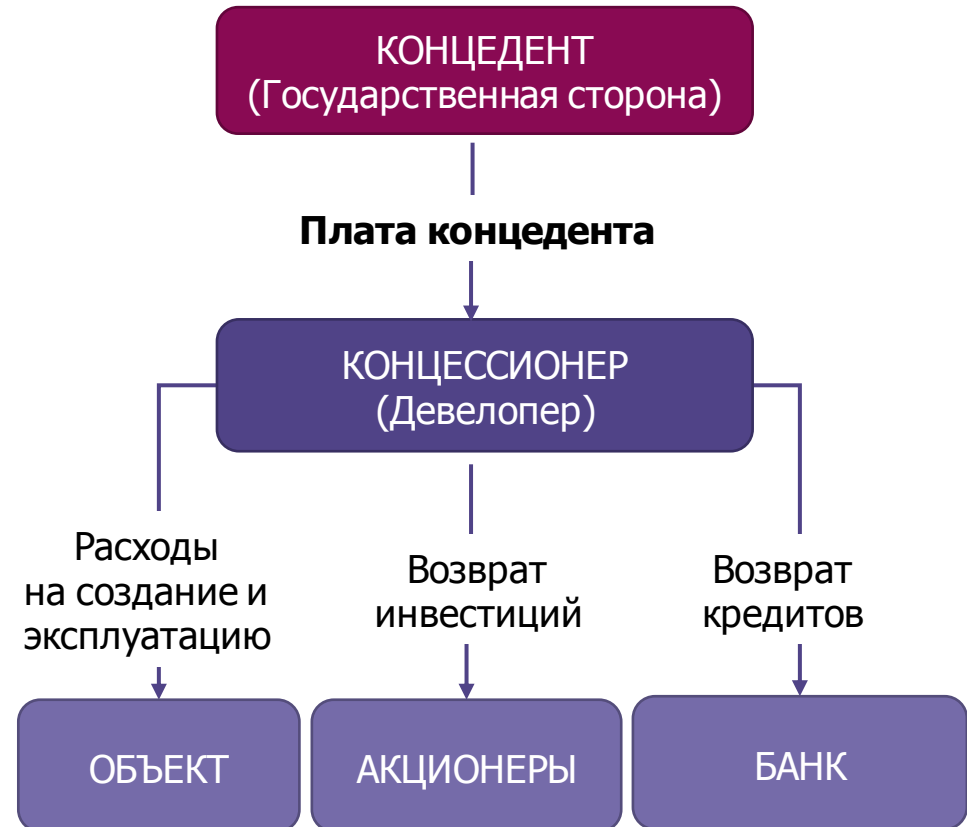 КОНЦЕДЕНТ
(Государственная сторона)
Плата концедента
КОНЦЕССИОНЕР
(Девелопер)
Расходы
на создание и
эксплуатацию
Возврат
инвестиций
Возврат
кредитов
ОБЪЕКТ
АКЦИОНЕРЫ
БАНК